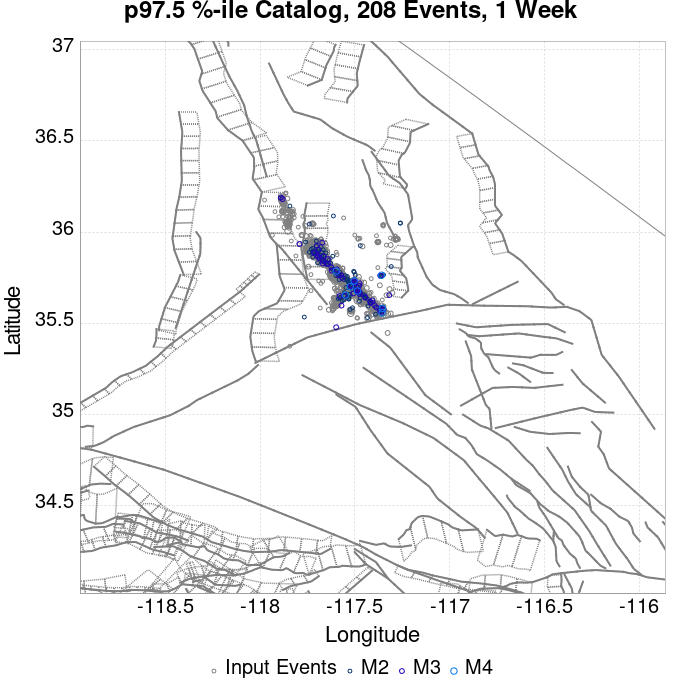 p97.5 %-ile Catalog, 208 Events, 1 Week
37
36.5
36
35.5
35
34.5
Latitude
-118.5 -118 -117.5 -117 -116.5 -116
Longitude
Input Events M2 M3 M4